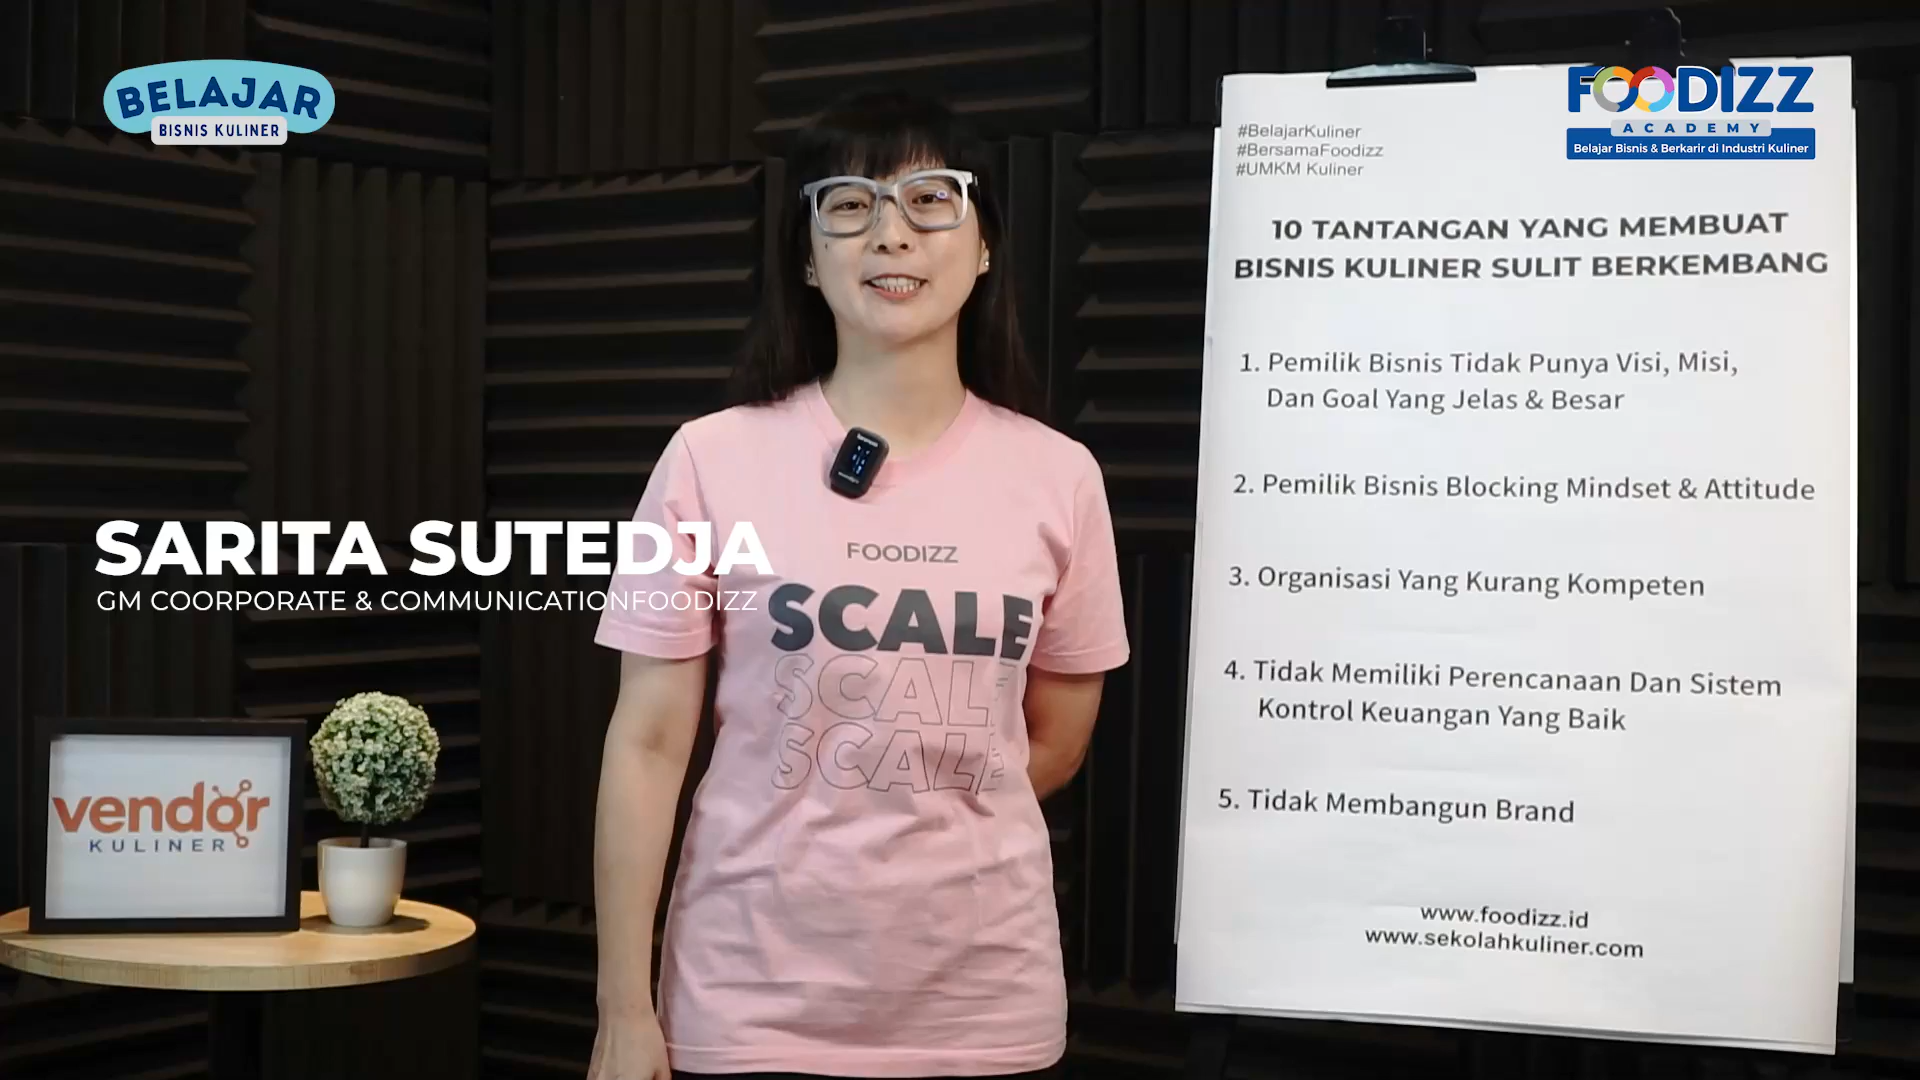 BELAJAR
BISNIS KULINER
FOODIZZ
ACADEMY
Belajar Bisnis & Berkarir di Industri Kuliner
#BelajarKuliner
#BersamaFoodizz
#UMKM Kuliner
10 TANTANGAN YANG MEMBUAT
BISNIS KULINER SULIT BERKEMBANG
1. Pemilik Bisnis Tidak Punya Visi, Misi,
Dan Goal Yang Jelas & Besar
2. Pemilik Bisnis Blocking Mindset & Attitude
3. Organisasi Yang Kurang Kompeten
4. Tidak Memiliki Perencanaan Dan Sistem
Kontrol Keuangan Yang Baik
5. Tidak Membangun Brand
www.foodizz.id
www.sekolahkuliner.com
SARITA SUTEDJA
GM COORPORATE & COMMUNICATIONFOODIZZ
FOODIZZ
SCALE
SCALE
SCALE
vendor
KULINER